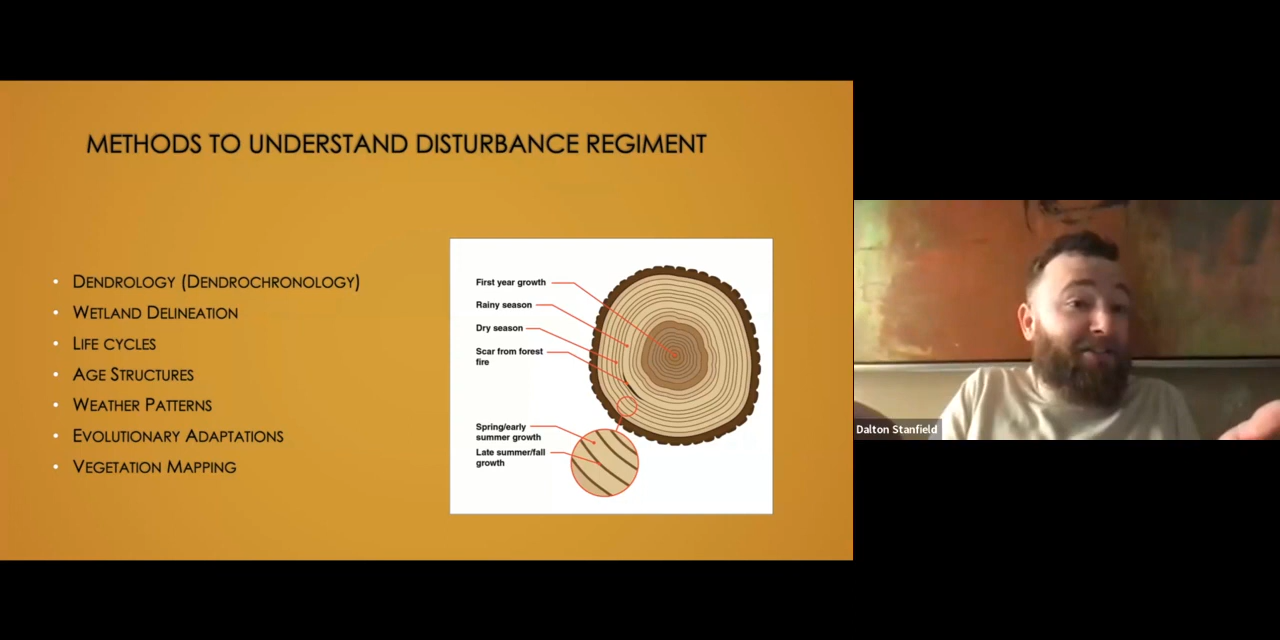 METHODS TO UNDERSTAND DISTURBANCE REGIMENT
• DENDROLOGY (DENDROCHRONOLOGY)
• WETLAND DELINEATION
• LIFE CYCLES
• AGE STRUCTURES
• WEATHER PATTERNS
• EVOLUTIONARY ADAPTATIONS
• VEGETATION MAPPING
First year growth
Rainy season
Dry season
Scar from forest
fire
Spring/early
summer growth
Late summer/fall
growth
Dalton Stanfield